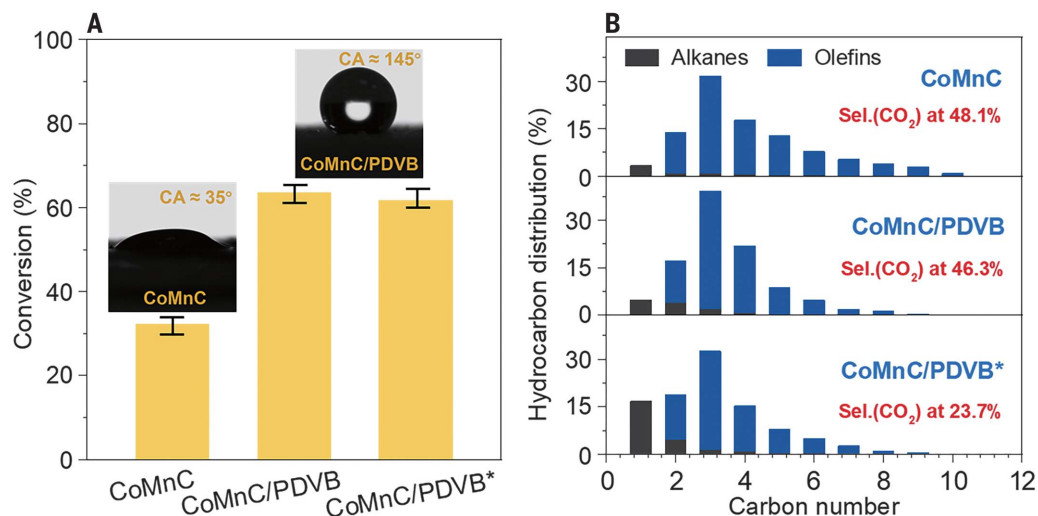 A
100
80
60
40
20
0
Conversion (%)
CA ≈ 35°
CoMnC
CA ≈ 145°
CoMnC/PDVB
CoMnC
CoMnC/PDVB
CoMnC/PDVB*
B
Alkanes
Olefins
Hydrocarbon distribution (%)
30
15
0
CoMnC
Sel.(CO₂) at 48.1%
30
15
0
CoMnC/PDVB
Sel.(CO₂) at 46.3%
30
15
0
CoMnC/PDVB*
Sel.(CO₂) at 23.7%
0 2 4 6 8 10 12
Carbon number